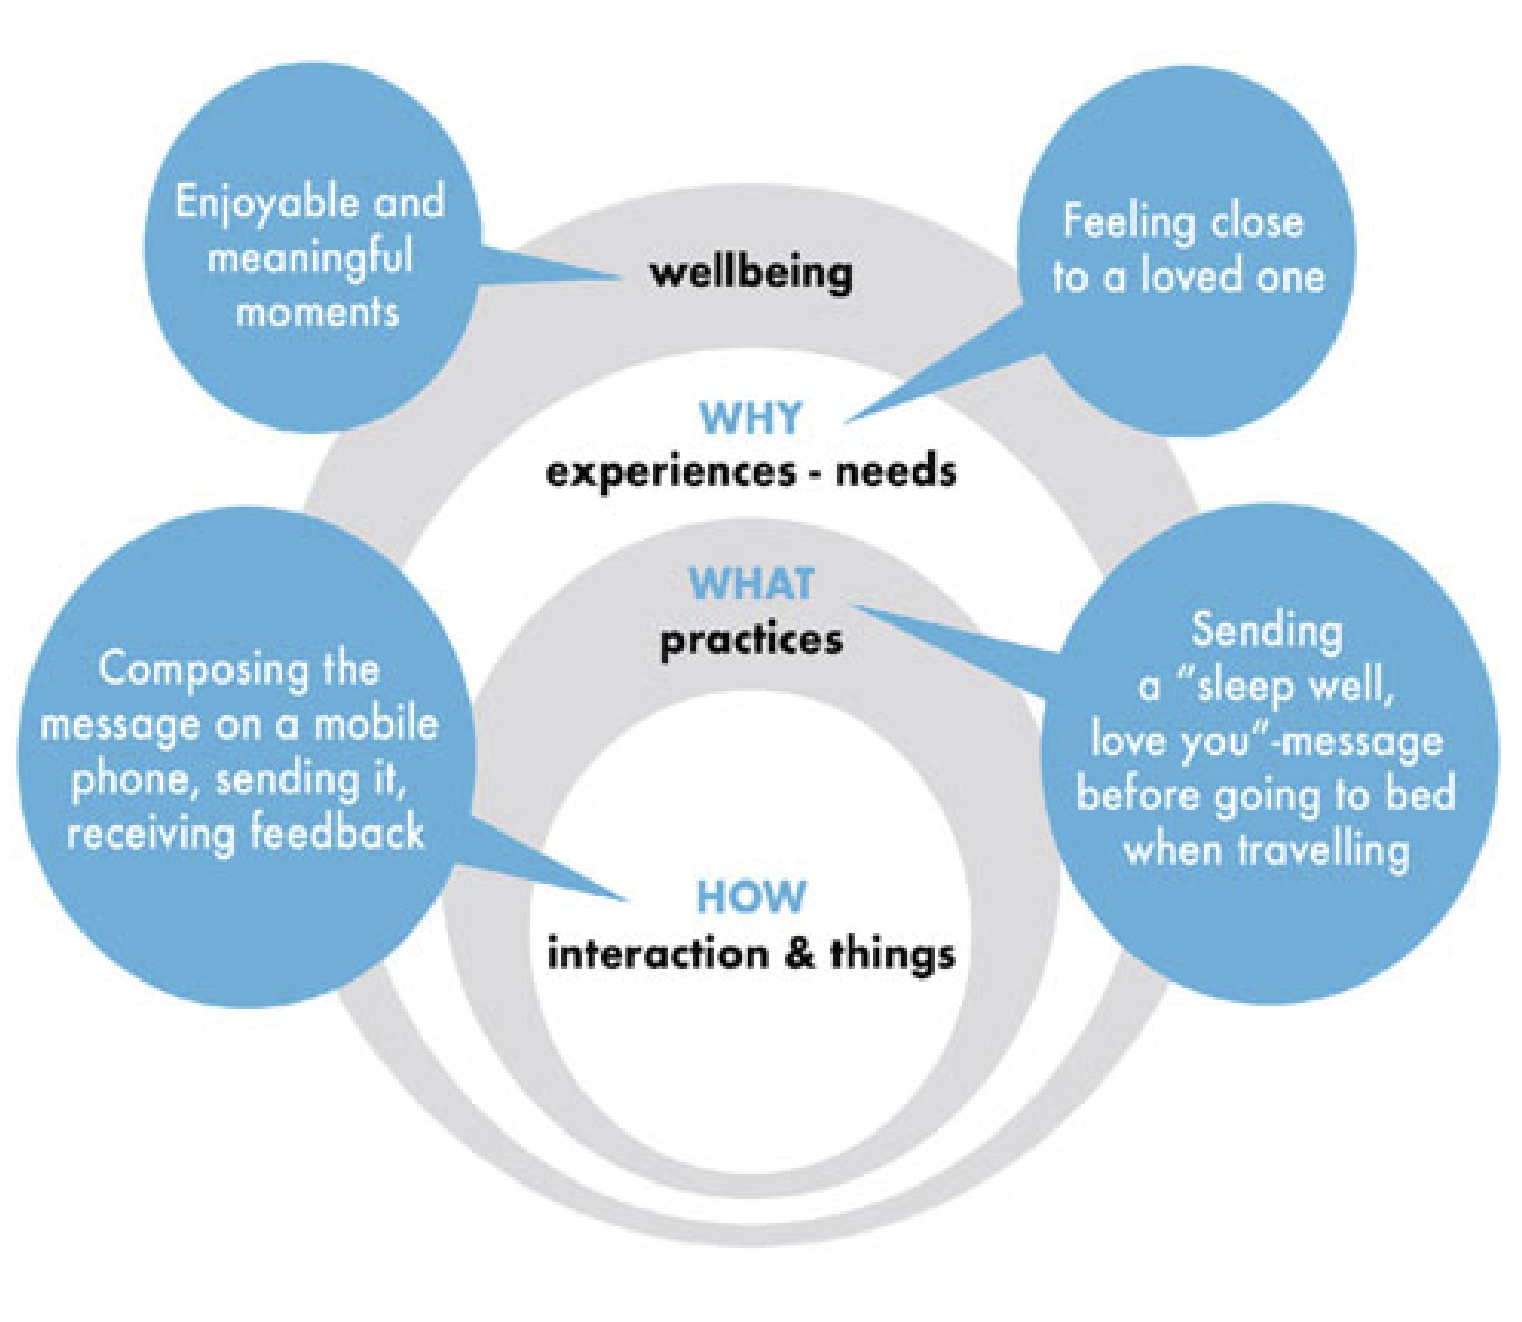 Enjoyable and
meaningful
moments
Feeling close
to a loved one
wellbeing
WHY
experiences - needs
WHAT
practices
Composing the
message on a mobile
phone, sending it,
receiving feedback
Sending
a “sleep well,
love you”-message
before going to bed
when travelling
HOW
interaction & things